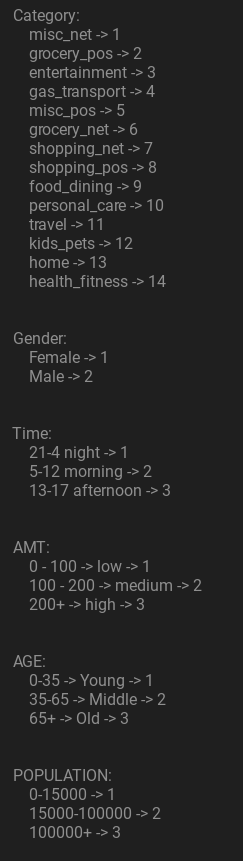 Category:
misc_net -> 1
grocery_pos -> 2
entertainment -> 3
gas_transport -> 4
misc_pos -> 5
grocery_net -> 6
shopping_net -> 7
shopping_pos -> 8
food_dining -> 9
personal_care -> 10
travel -> 11
kids_pets -> 12
home -> 13
health_fitness -> 14
Gender:
Female -> 1
Male -> 2
Time:
21-4 night -> 1
5-12 morning -> 2
13-17 afternoon -> 3
AMT:
0 - 100 -> low -> 1
100 - 200 -> medium -> 2
200+ -> high -> 3
AGE:
0-35 -> Young -> 1
35-65 -> Middle -> 2
65+ -> Old -> 3
POPULATION:
0-15000 -> 1
15000-100000 -> 2
100000+ -> 3